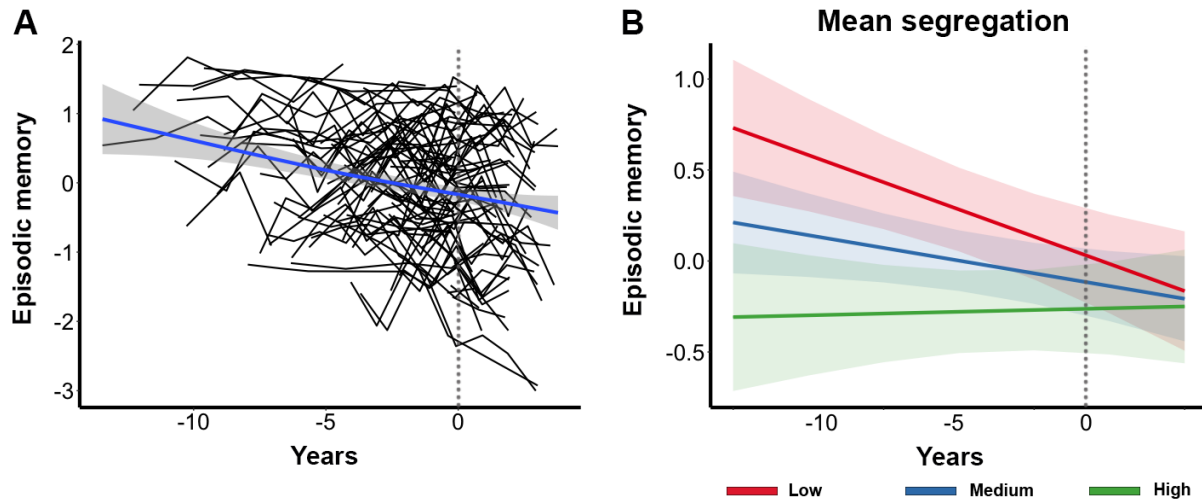 A
Episodic memory
2
1
0
-1
-2
-3
-10
-5
0
Years
B
Mean segregation
Episodic memory
1.0
0.5
0.0
-0.5
-10
-5
0
Years
Low
Medium
High